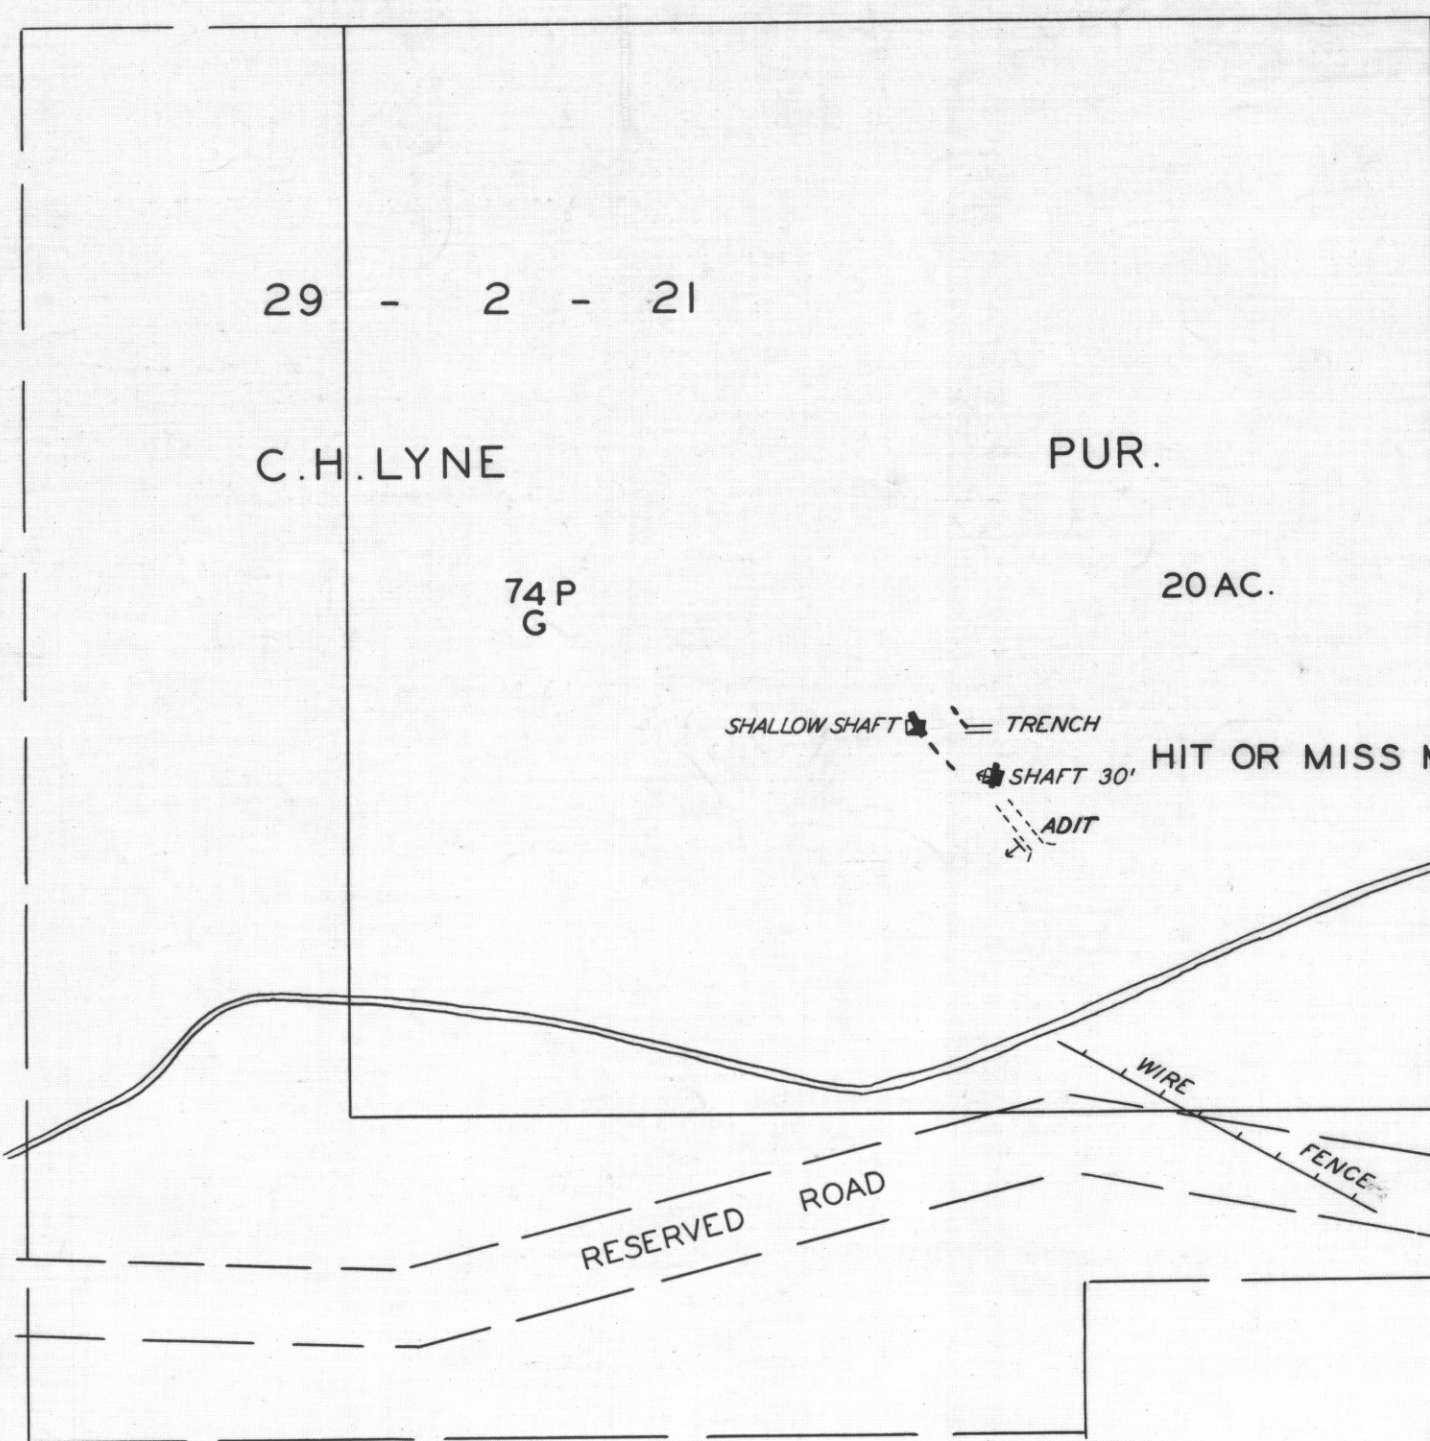 29 - 2 - 21
C.H.LYNE
PUR.
74 P
G
20 AC.
SHALLOW SHAFT
TRENCH
HIT OR MISS
SHAFT 30'
ADIT
WIRE
FENCE
RESERVED ROAD